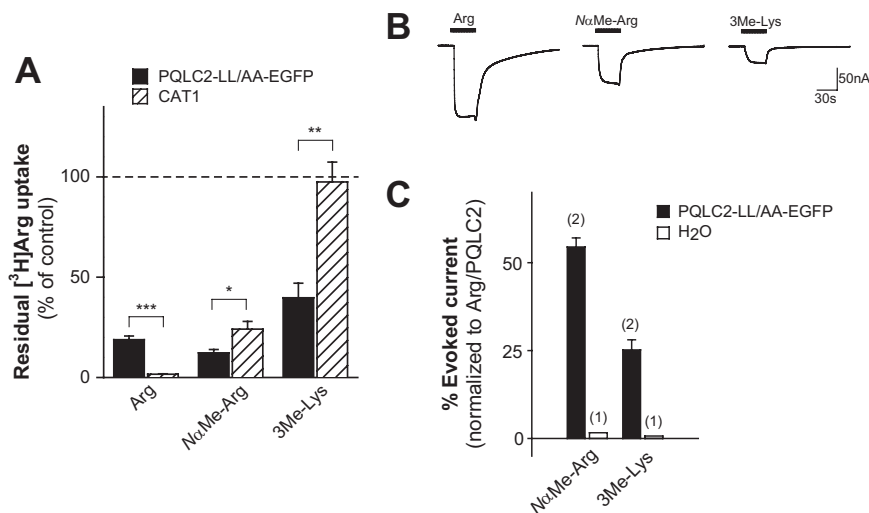 A
PQLC2-LL/AA-EGFP
CAT1
Residual [³H]Arg uptake
(% of control)
100
50
0
***
*
**
Arg
NαMe-Arg
3Me-Lys
B
Arg
NαMe-Arg
3Me-Lys
50nA
30s
C
PQLC2-LL/AA-EGFP
H₂O
% Evoked current
(normalized to Arg/PQLC2)
50
25
0
(2)
(1)
(2)
(1)
NαMe-Arg
3Me-Lys